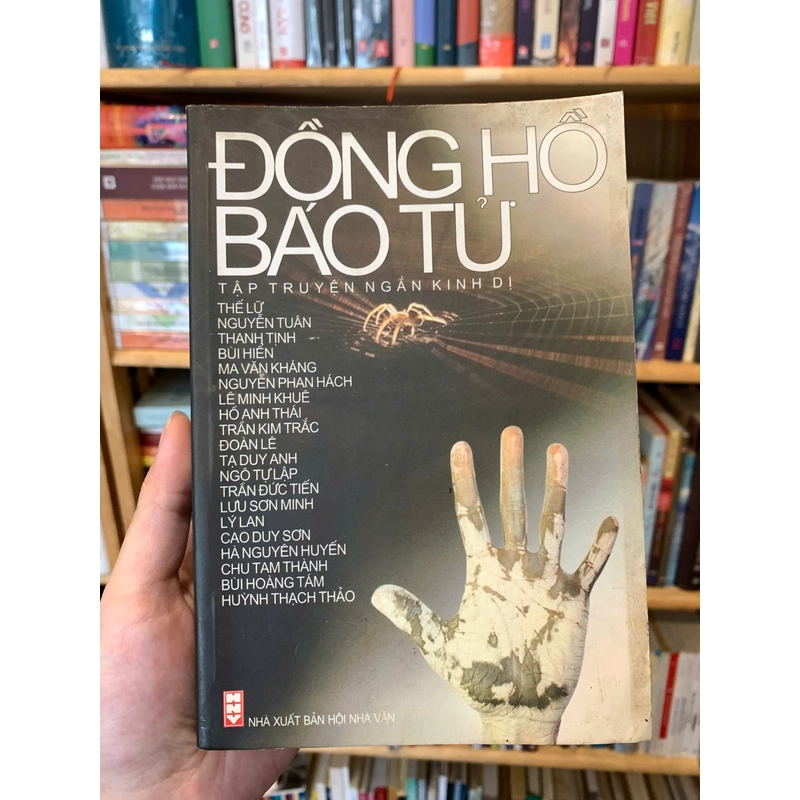 ĐỒNG HỒ
BÁO TỬ
TẬP TRUYỆN NGẮN KINH DỊ
THẾ LỮ
NGUYỄN TUÂN
THANH TỊNH
BÙI HIỂN
MA VĂN KHÁNG
NGUYỄN PHAN HÁCH
LÊ MINH KHUÊ
HỒ ANH THÁI
TRẦN KIM TRẮC
ĐOÀN LÊ
TẠ DUY ANH
NGÔ TỰ LẬP
TRẦN ĐỨC TIẾN
LƯU SƠN MINH
LÝ LAN
CAO DUY SƠN
HÀ NGUYÊN HUYẾN
CHU TAM THÀNH
BÙI HOÀNG TÁM
HUỲNH THẠCH THẢO
HNV
NHÀ XUẤT BẢN HỘI NHÀ VĂN